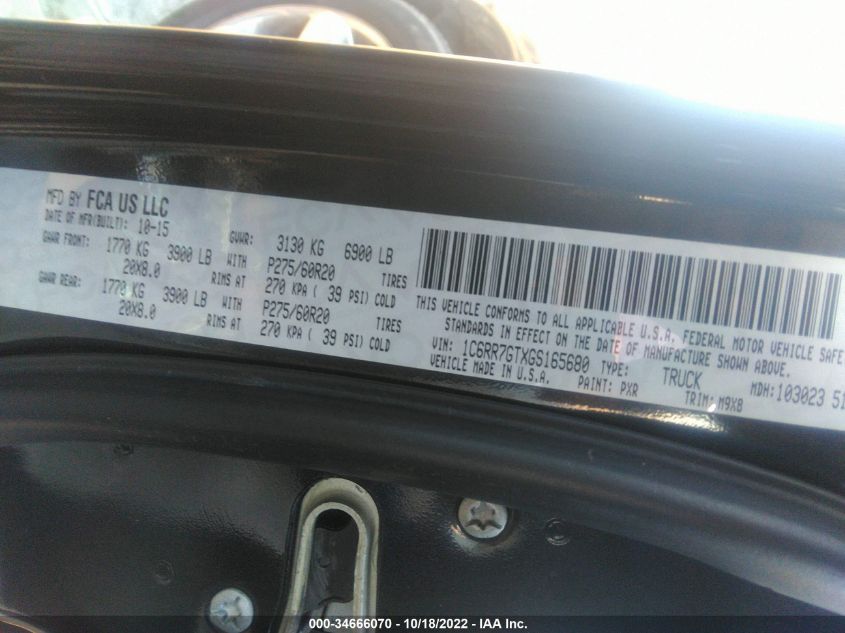 MFD BY FCA US LLC
DATE OF MFR(BUILT): 10-15 GVWR: 3130 KG 6900 LB
GAWR FRONT: 1770 KG 3900 LB WITH P275/60R20 TIRES
20X8.0 RIMS AT 270 KPA ( 39 PSI) COLD
GAWR REAR: 1770 KG 3900 LB WITH P275/60R20 TIRES
20X8.0 RIMS AT 270 KPA ( 39 PSI) COLD
THIS VEHICLE CONFORMS TO ALL APPLICABLE U.S.A. FEDERAL MOTOR VEHICLE SAFE
STANDARDS IN EFFECT ON THE DATE OF MANUFACTURE SHOWN ABOVE.
VIN: 1C6RR7GTXGS165680 TYPE: TRUCK MDH:103023 51
VEHICLE MADE IN U.S.A. PAINT: PXR TRIM: M9X8
000-34666070 - 10/18/2022 - IAA Inc.